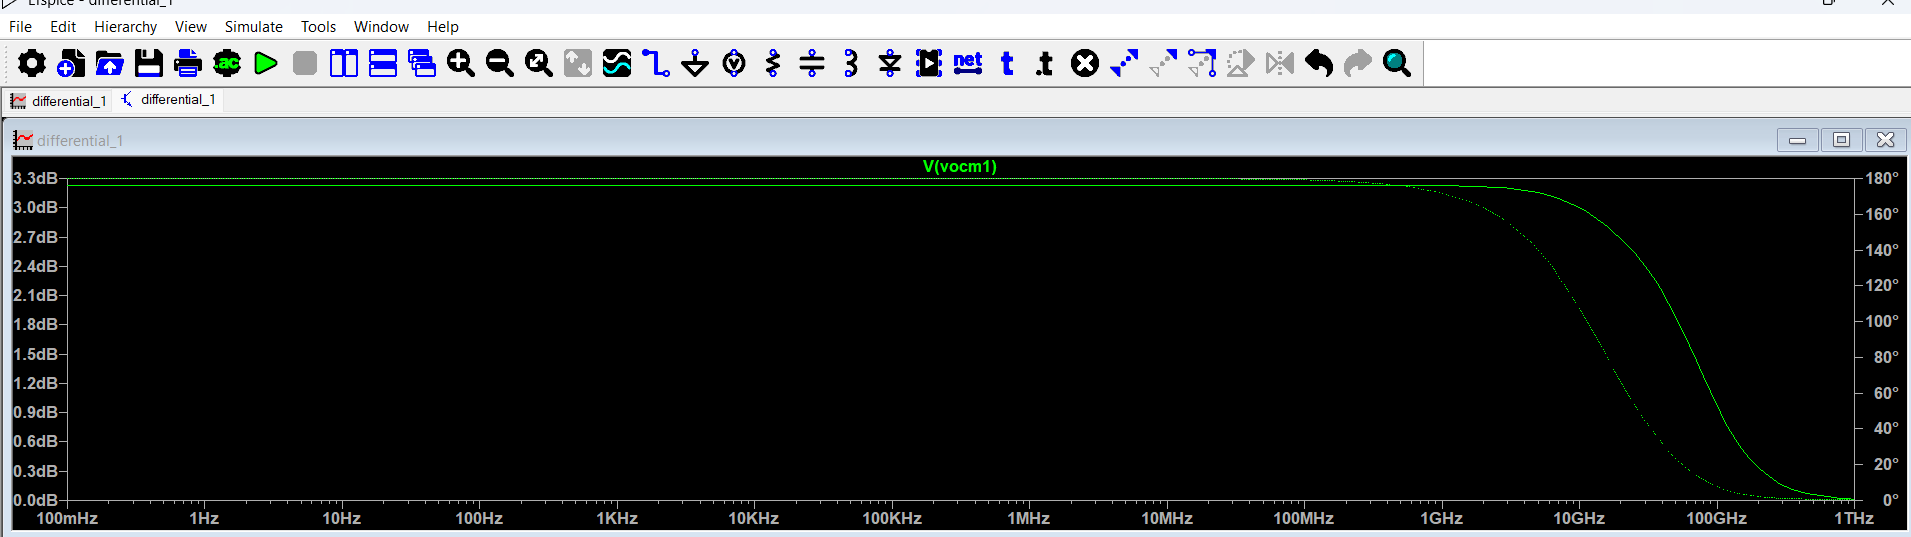 LTspice - differential_1
File Edit Hierarchy View Simulate Tools Window Help
.ac net t .t
differential_1 differential_1
differential_1
V(vocm1)
3.3dB 180°
3.0dB 160°
2.7dB 140°
2.4dB 120°
2.1dB 100°
1.8dB 80°
1.5dB 60°
1.2dB 40°
0.9dB 20°
0.6dB 0°
0.3dB
0.0dB
100mHz 1Hz 10Hz 100Hz 1KHz 10KHz 100KHz 1MHz 10MHz 100MHz 1GHz 10GHz 100GHz 1THz